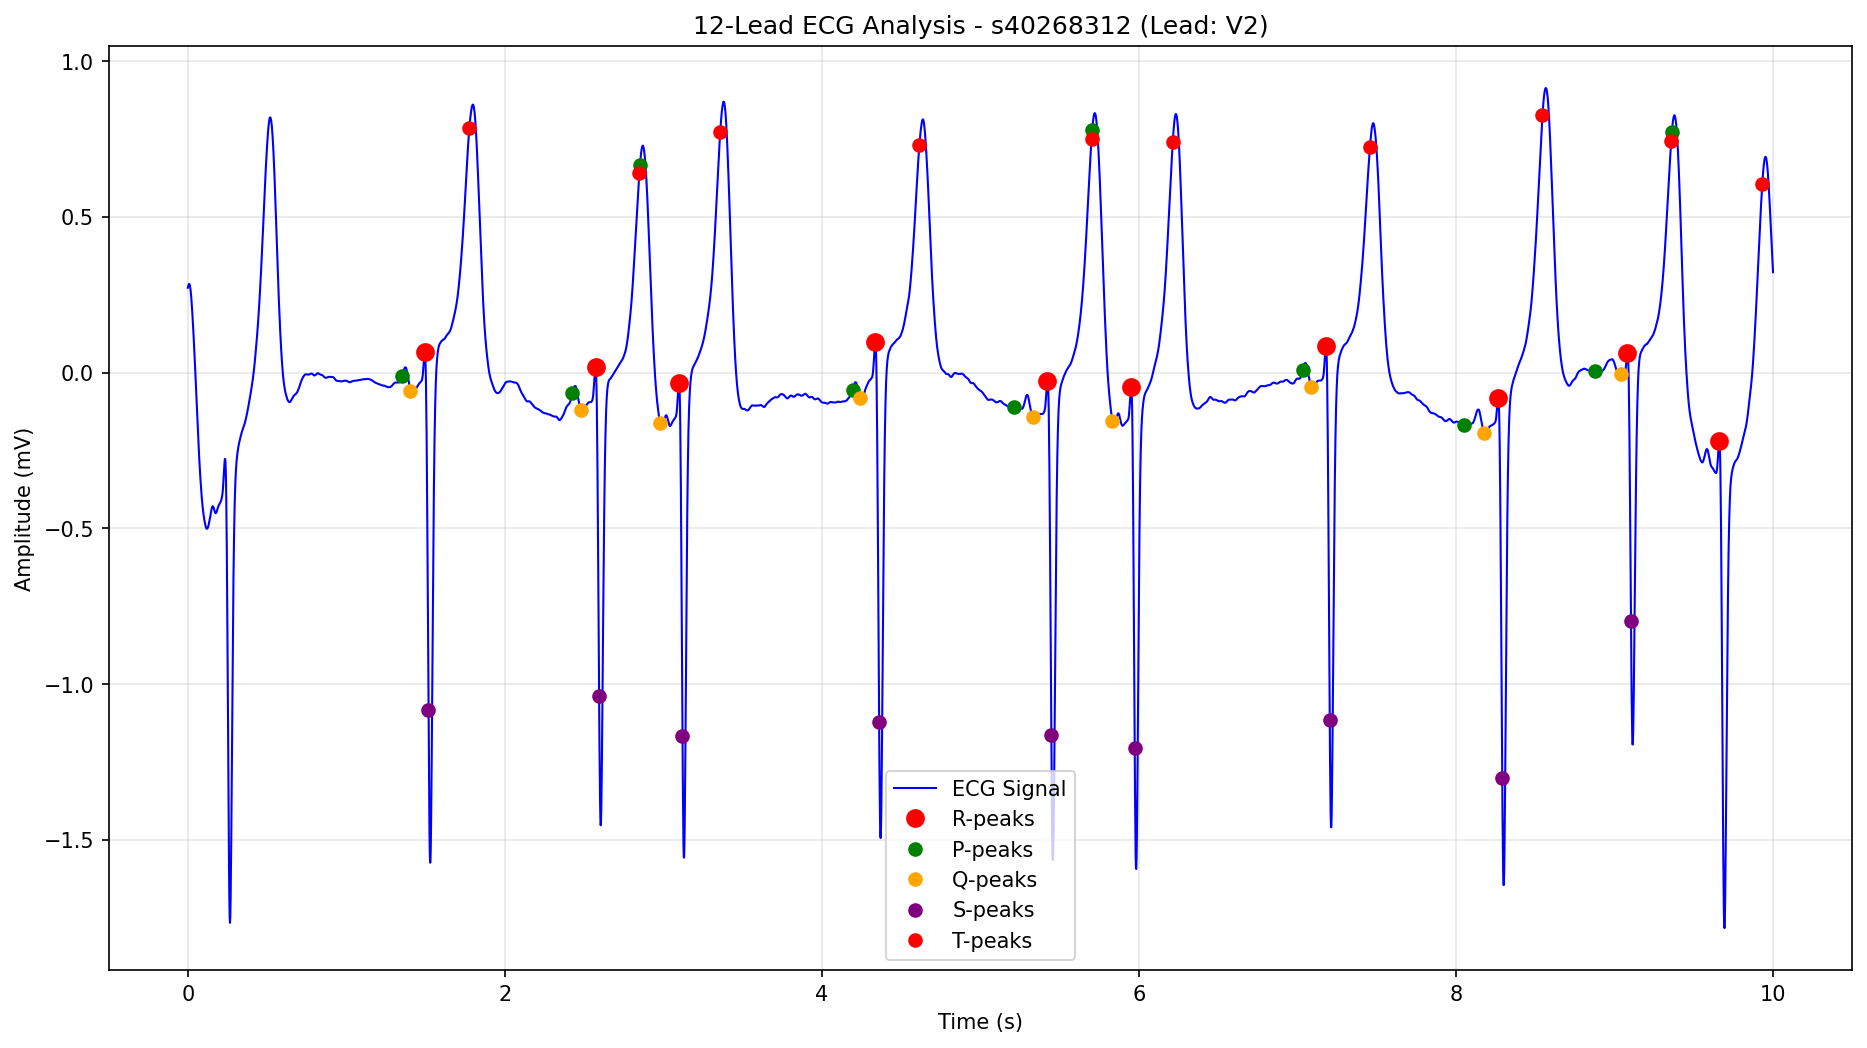 12-Lead ECG Analysis - s40268312 (Lead: V2)
Amplitude (mV)
1.0
0.5
0.0
−0.5
−1.0
−1.5
ECG Signal
R-peaks
P-peaks
Q-peaks
S-peaks
T-peaks
0 2 4 6 8 10
Time (s)